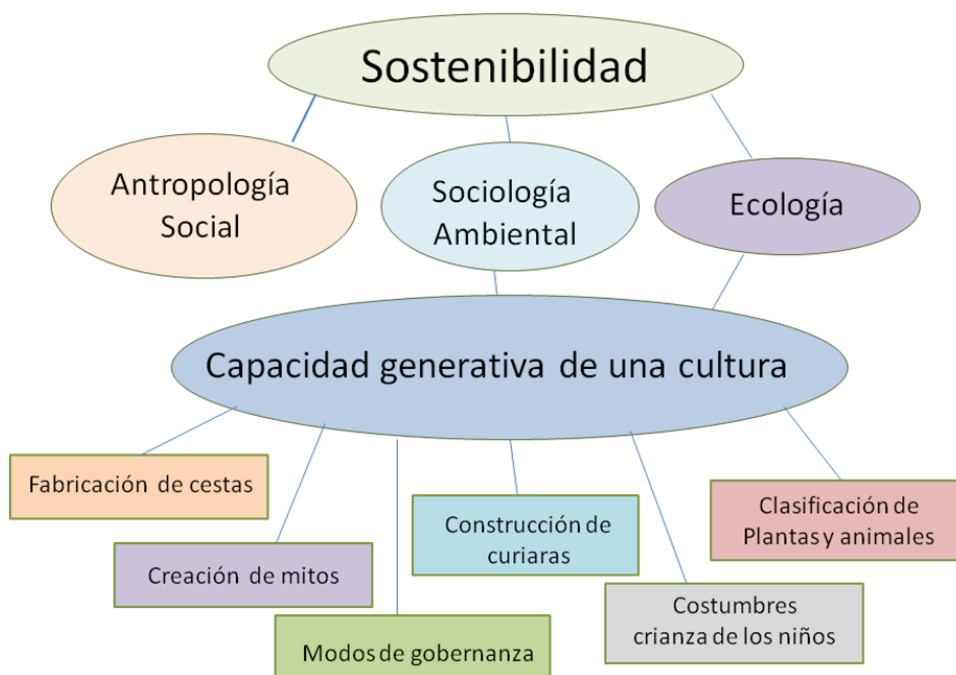 Sostenibilidad
Antropología
Social
Sociología
Ambiental
Ecología
Capacidad generativa de una cultura
Fabricación de cestas
Creación de mitos
Modos de gobernanza
Construcción de
curiaras
Costumbres
crianza de los niños
Clasificación de
Plantas y animales